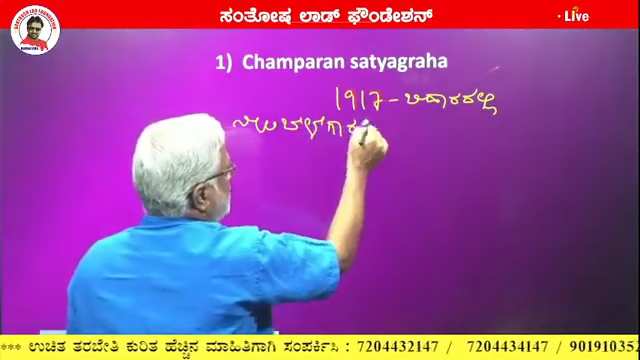 ಸಂತೋಷ ಲಾಡ್ ಫೌಂಡೇಶನ್
Live
1) Champaran satyagraha
1917 - ಬಿಹಾರದಲ್ಲಿ
*** ಉಚಿತ ತರಬೇತಿ ಕುರಿತ ಹೆಚ್ಚಿನ ಮಾಹಿತಿಗಾಗಿ ಸಂಪರ್ಕಿಸಿ : 7204432147 / 7204434147 / 90191035